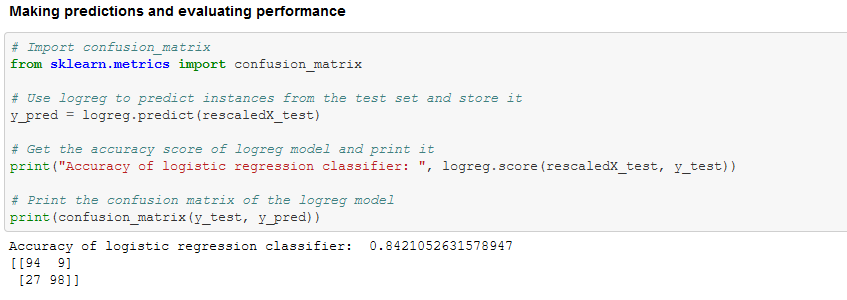 Making predictions and evaluating performance
# Import confusion_matrix
from sklearn.metrics import confusion_matrix
# Use logreg to predict instances from the test set and store it
y_pred = logreg.predict(rescaledX_test)
# Get the accuracy score of logreg model and print it
print("Accuracy of logistic regression classifier: ", logreg.score(rescaledX_test, y_test))
# Print the confusion matrix of the logreg model
print(confusion_matrix(y_test, y_pred))
Accuracy of logistic regression classifier:  0.8421052631578947
[[94  9]
 [27 98]]